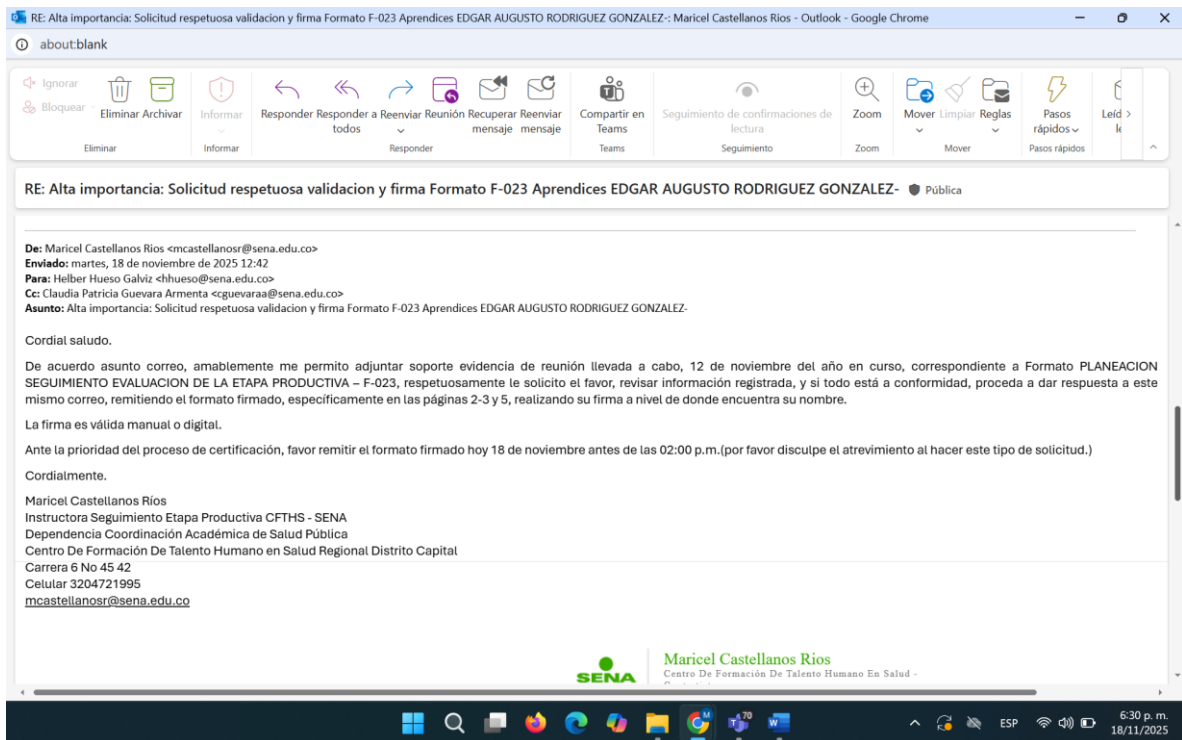 RE: Alta importancia: Solicitud respetuosa validacion y firma Formato F-023 Aprendices EDGAR AUGUSTO RODRIGUEZ GONZALEZ-: Maricel Castellanos Rios - Outlook - Google Chrome
about:blank
Ignorar
Bloquear
Eliminar Archivar
Informar
Responder Responder a todos Reenviar Reunión Recuperar mensaje Reenviar mensaje
Compartir en Teams
Seguimiento de confirmaciones de lectura
Zoom
Mover Limpiar Reglas
Pasos rápidos
Leíd
Eliminar
Informar
Responder
Teams
Seguimiento
Zoom
Mover
Pasos rápidos
RE: Alta importancia: Solicitud respetuosa validacion y firma Formato F-023 Aprendices EDGAR AUGUSTO RODRIGUEZ GONZALEZ- Pública
De: Maricel Castellanos Rios <mcastellanosr@sena.edu.co>
Enviado: martes, 18 de noviembre de 2025 12:42
Para: Helber Hueso Galviz <hhueso@sena.edu.co>
Cc: Claudia Patricia Guevara Armenta <cguevaraa@sena.edu.co>
Asunto: Alta importancia: Solicitud respetuosa validacion y firma Formato F-023 Aprendices EDGAR AUGUSTO RODRIGUEZ GONZALEZ-
Cordial saludo.
De acuerdo asunto correo, amablemente me permito adjuntar soporte evidencia de reunión llevada a cabo, 12 de noviembre del año en curso, correspondiente a Formato PLANEACION
SEGUIMIENTO EVALUACION DE LA ETAPA PRODUCTIVA – F-023, respetuosamente le solicito el favor, revisar información registrada, y si todo está a conformidad, proceda a dar respuesta a este
mismo correo, remitiendo el formato firmado, específicamente en las páginas 2-3 y 5, realizando su firma a nivel de donde encuentra su nombre.
La firma es válida manual o digital.
Ante la prioridad del proceso de certificación, favor remitir el formato firmado hoy 18 de noviembre antes de las 02:00 p.m.(por favor disculpe el atrevimiento al hacer este tipo de solicitud.)
Cordialmente.
Maricel Castellanos Ríos
Instructora Seguimiento Etapa Productiva CFTHS - SENA
Dependencia Coordinación Académica de Salud Pública
Centro De Formación De Talento Humano en Salud Regional Distrito Capital
Carrera 6 No 45 42
Celular 3204721995
mcastellanosr@sena.edu.co
SENA
Maricel Castellanos Rios
Centro De Formación De Talento Humano En Salud -
70
ESP
6:30 p. m.
18/11/2025